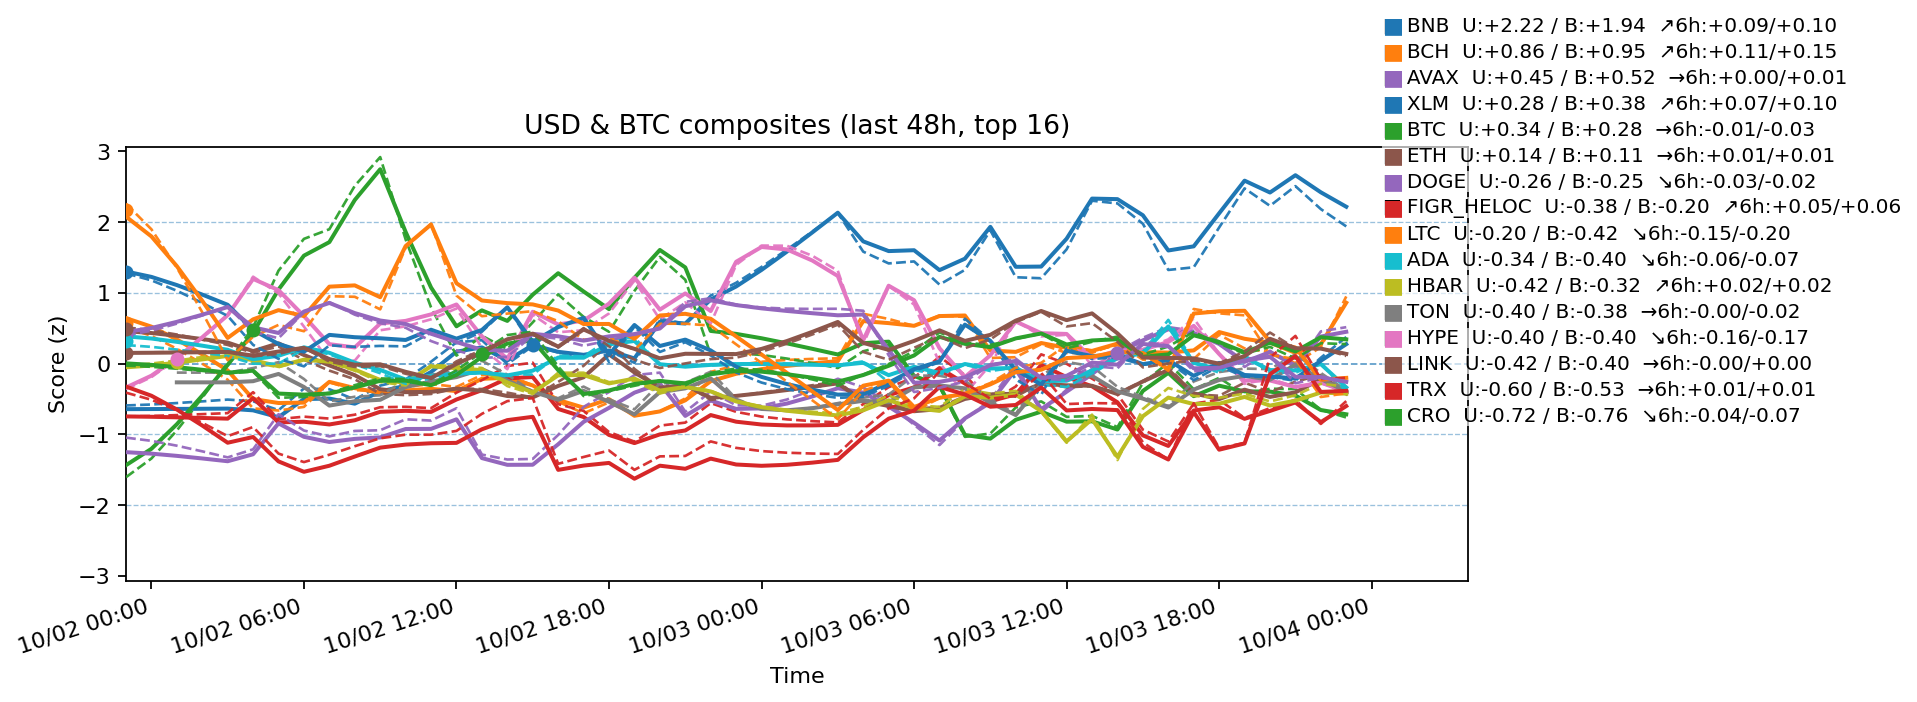 BNB  U:+2.22 / B:+1.94  ↗6h:+0.09/+0.10
BCH  U:+0.86 / B:+0.95  ↗6h:+0.11/+0.15
AVAX  U:+0.45 / B:+0.52  →6h:+0.00/+0.01
XLM  U:+0.28 / B:+0.38  ↗6h:+0.07/+0.10
BTC  U:+0.34 / B:+0.28  →6h:-0.01/-0.03
ETH  U:+0.14 / B:+0.11  →6h:+0.01/+0.01
DOGE  U:-0.26 / B:-0.25  ↘6h:-0.03/-0.02
FIGR_HELOC  U:-0.38 / B:-0.20  ↗6h:+0.05/+0.06
LTC  U:-0.20 / B:-0.42  ↘6h:-0.15/-0.20
ADA  U:-0.34 / B:-0.40  ↘6h:-0.06/-0.07
HBAR  U:-0.42 / B:-0.32  ↗6h:+0.02/+0.02
TON  U:-0.40 / B:-0.38  →6h:-0.00/-0.02
HYPE  U:-0.40 / B:-0.40  ↘6h:-0.16/-0.17
LINK  U:-0.42 / B:-0.40  →6h:-0.00/+0.00
TRX  U:-0.60 / B:-0.53  →6h:+0.01/+0.01
CRO  U:-0.72 / B:-0.76  ↘6h:-0.04/-0.07
USD & BTC composites (last 48h, top 16)
Score (z)
3
2
1
0
−1
−2
−3
10/02 00:00
10/02 06:00
10/02 12:00
10/02 18:00
10/03 00:00
10/03 06:00
10/03 12:00
10/03 18:00
10/04 00:00
Time